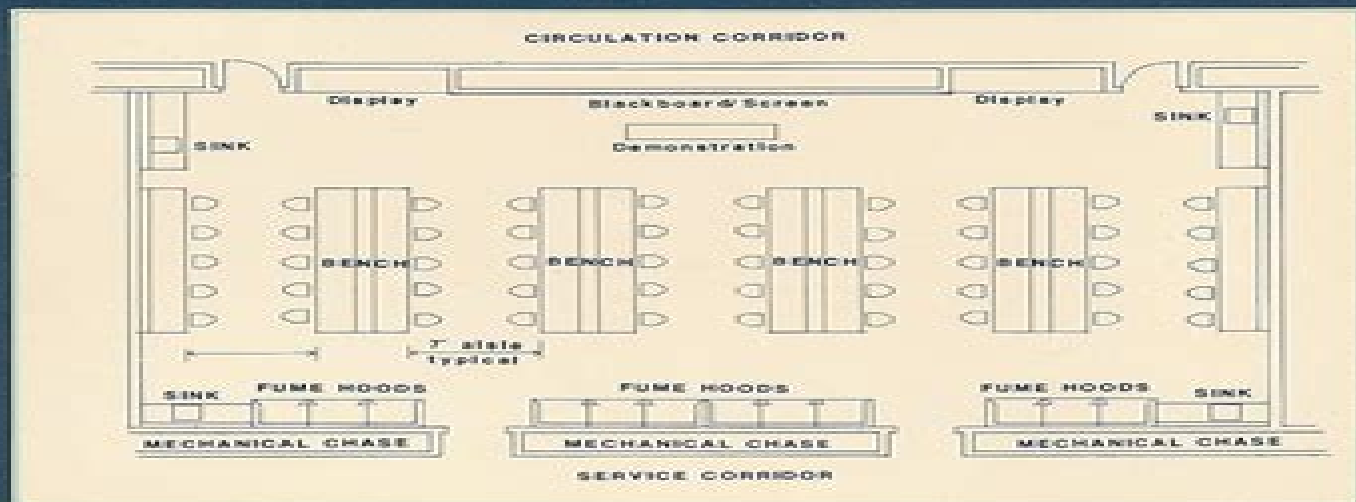 CIRCULATION CORRIDOR
Display
Blackboard/Screen
Display
SINK
SINK
Demonstration
BENCH
BENCH
BENCH
BENCH
7' aisle
typical
FUME HOODS
FUME HOODS
FUME HOODS
SINK
SINK
MECHANICAL CHASE
MECHANICAL CHASE
MECHANICAL CHASE
SERVICE CORRIDOR